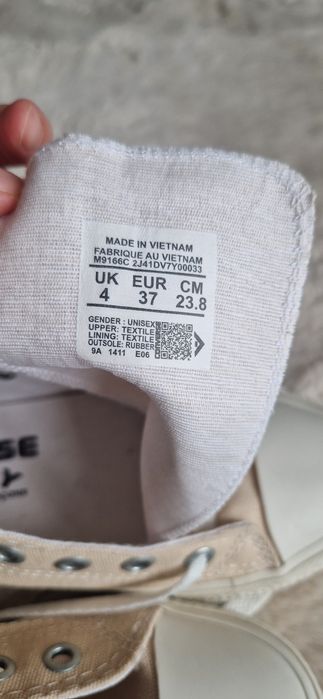 MADE IN VIETNAM
FABRIQUE AU VIETNAM
M9166C 2J41DV7Y00033
UK EUR CM
4 37 23.8
GENDER : UNISEX
UPPER: TEXTILE
LINING: TEXTILE
OUTSOLE: RUBBER
9A 1411 E06
SE